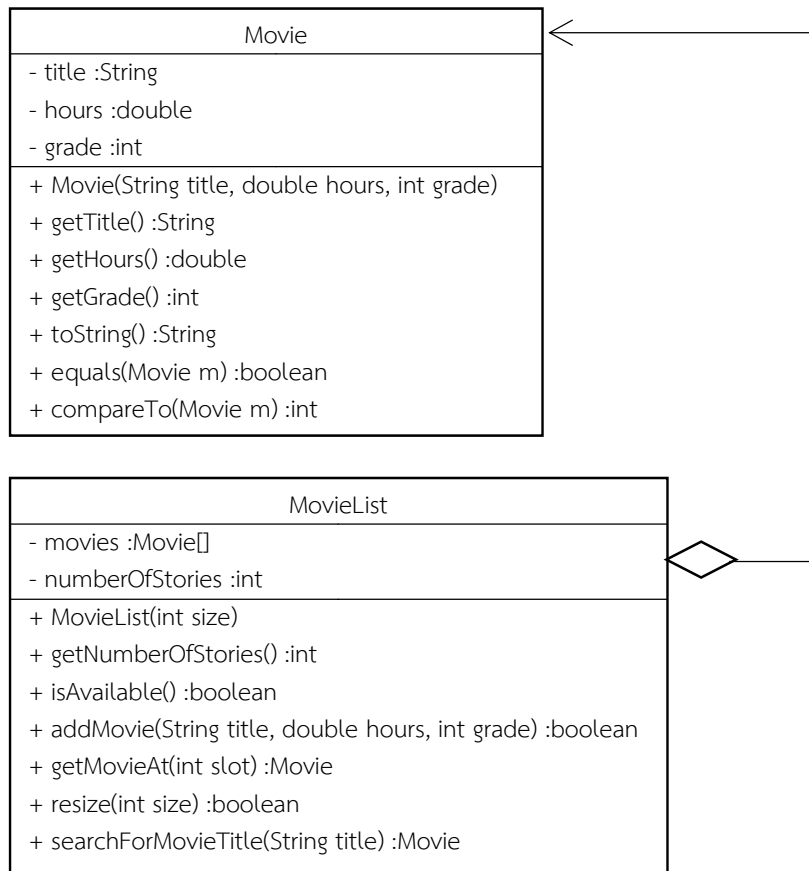 Movie
- title :String
- hours :double
- grade :int
+ Movie(String title, double hours, int grade)
+ getTitle() :String
+ getHours() :double
+ getGrade() :int
+ toString() :String
+ equals(Movie m) :boolean
+ compareTo(Movie m) :int
MovieList
- movies :Movie[]
- numberOfStories :int
+ MovieList(int size)
+ getNumberOfStories() :int
+ isAvailable() :boolean
+ addMovie(String title, double hours, int grade) :boolean
+ getMovieAt(int slot) :Movie
+ resize(int size) :boolean
+ searchForMovieTitle(String title) :Movie